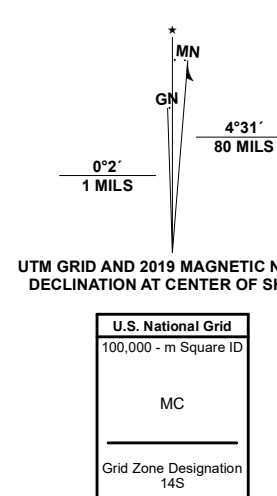 ★
MN
GN
4°31´
80 MILS
0°2´
1 MILS
UTM GRID AND 2019 MAGNETIC N
DECLINATION AT CENTER OF SH
U.S. National Grid
100,000 - m Square ID
MC
Grid Zone Designation
14S